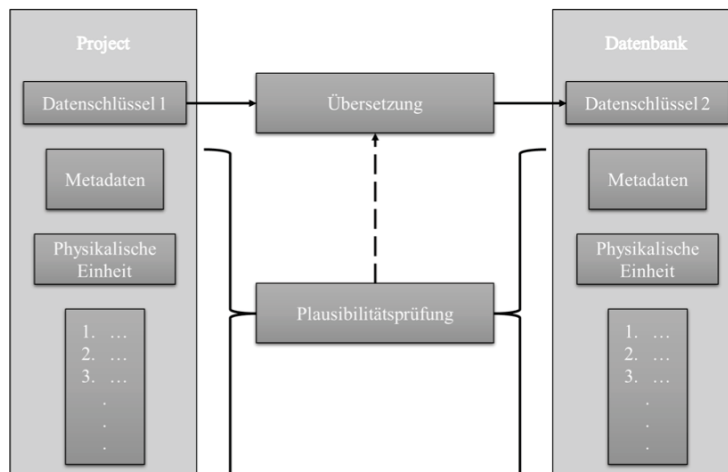 Project
Datenschlüssel 1
Metadaten
Physikalische
Einheit
1. …
2. …
3. …
.
.
.
Übersetzung
Plausibilitätsprüfung
Datenbank
Datenschlüssel 2
Metadaten
Physikalische
Einheit
1. …
2. …
3. …
.
.
.